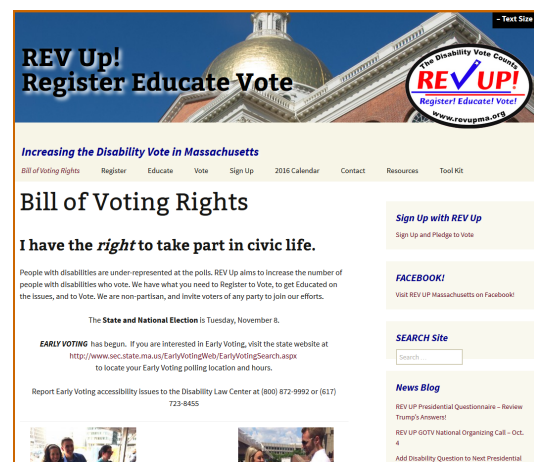 – Text Size
REV Up!
Register Educate Vote
The Disability Vote Counts
REV UP!
Register! Educate! Vote!
www.revupma.org
Increasing the Disability Vote in Massachusetts
Bill of Voting Rights Register Educate Vote Sign Up 2016 Calendar Contact Resources Tool Kit
Bill of Voting Rights
I have the right to take part in civic life.
People with disabilities are under-represented at the polls. REV Up aims to increase the number of
people with disabilities who vote. We have what you need to Register to Vote, to get Educated on
the issues, and to Vote. We are non-partisan, and invite voters of any party to join our efforts.
The State and National Election is Tuesday, November 8.
EARLY VOTING has begun. If you are interested in Early Voting, visit the state website at
http://www.sec.state.ma.us/EarlyVotingWeb/EarlyVotingSearch.aspx
to locate your Early Voting polling location and hours.
Report Early Voting accessibility issues to the Disability Law Center at (800) 872-9992 or (617)
723-8455
Sign Up with REV Up
Sign Up and Pledge to Vote
FACEBOOK!
Visit REV UP Massachusetts on Facebook!
SEARCH Site
Search …
News Blog
REV UP Presidential Questionnaire – Review
Trump's Answers!
REV UP GOTV National Organizing Call – Oct.
4
Add Disability Question to Next Presidential